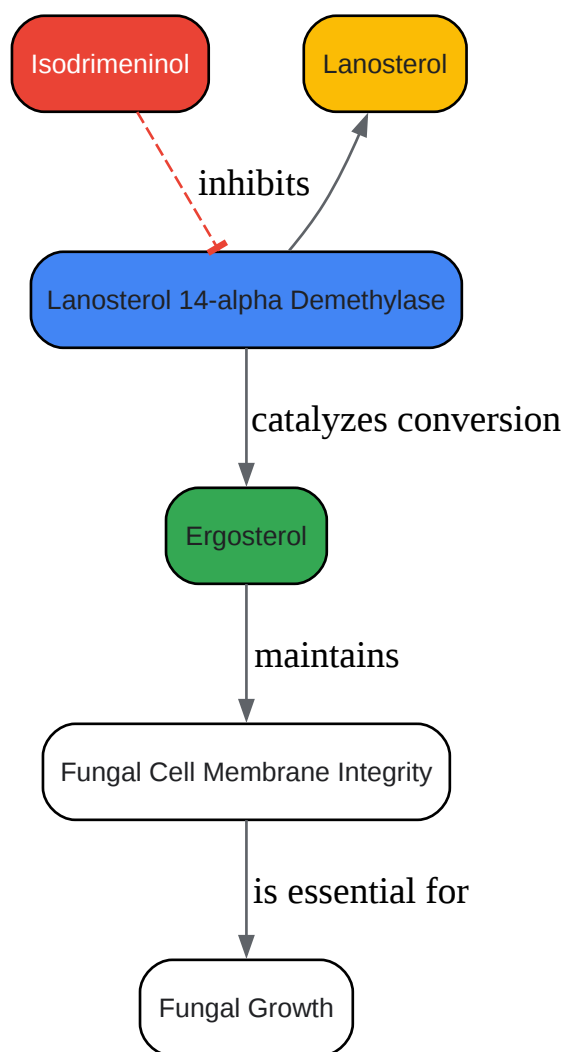 Isodrimeninol
Lanosterol
inhibits
Lanosterol 14-alpha Demethylase
catalyzes conversion
Ergosterol
maintains
Fungal Cell Membrane Integrity
is essential for
Fungal Growth